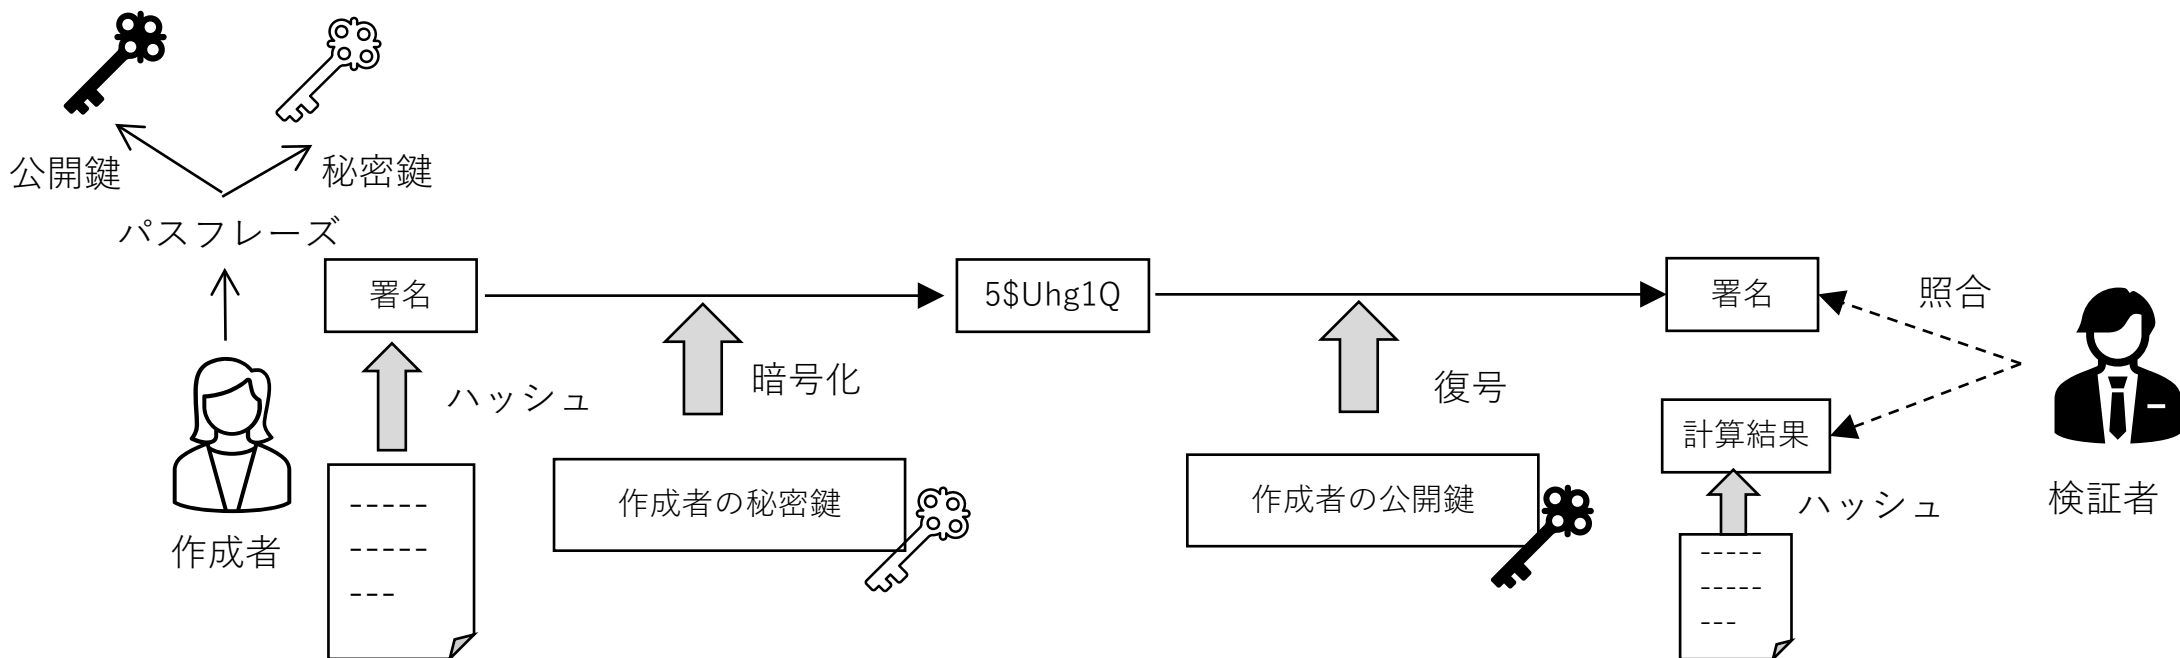 公開鍵
秘密鍵
パスフレーズ
署名
5$Uhg1Q
署名
照合
ハッシュ
暗号化
復号
計算結果
作成者の秘密鍵
作成者の公開鍵
ハッシュ
検証者
作成者
-----
-----
---
-----
-----
---